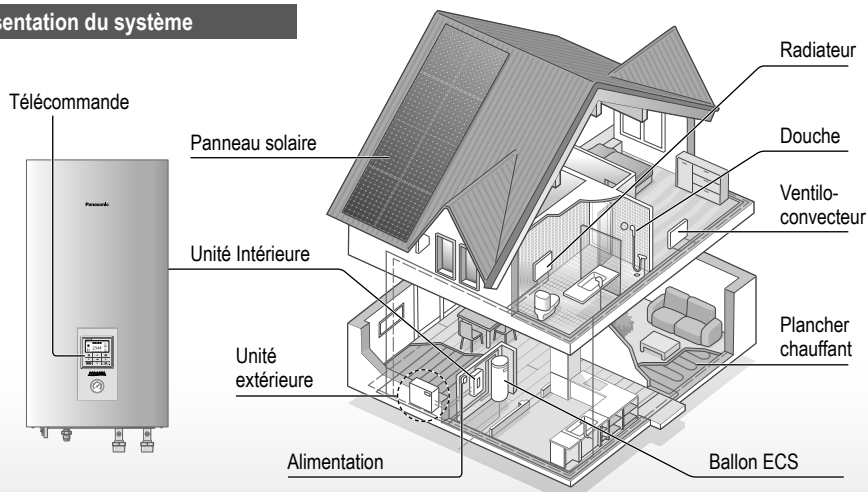 sentation du système
Télécommande
Panasonic
Panneau solaire
Unité Intérieure
Unité
extérieure
Alimentation
Radiateur
Douche
Ventilo-
convecteur
Plancher
chauffant
Ballon ECS